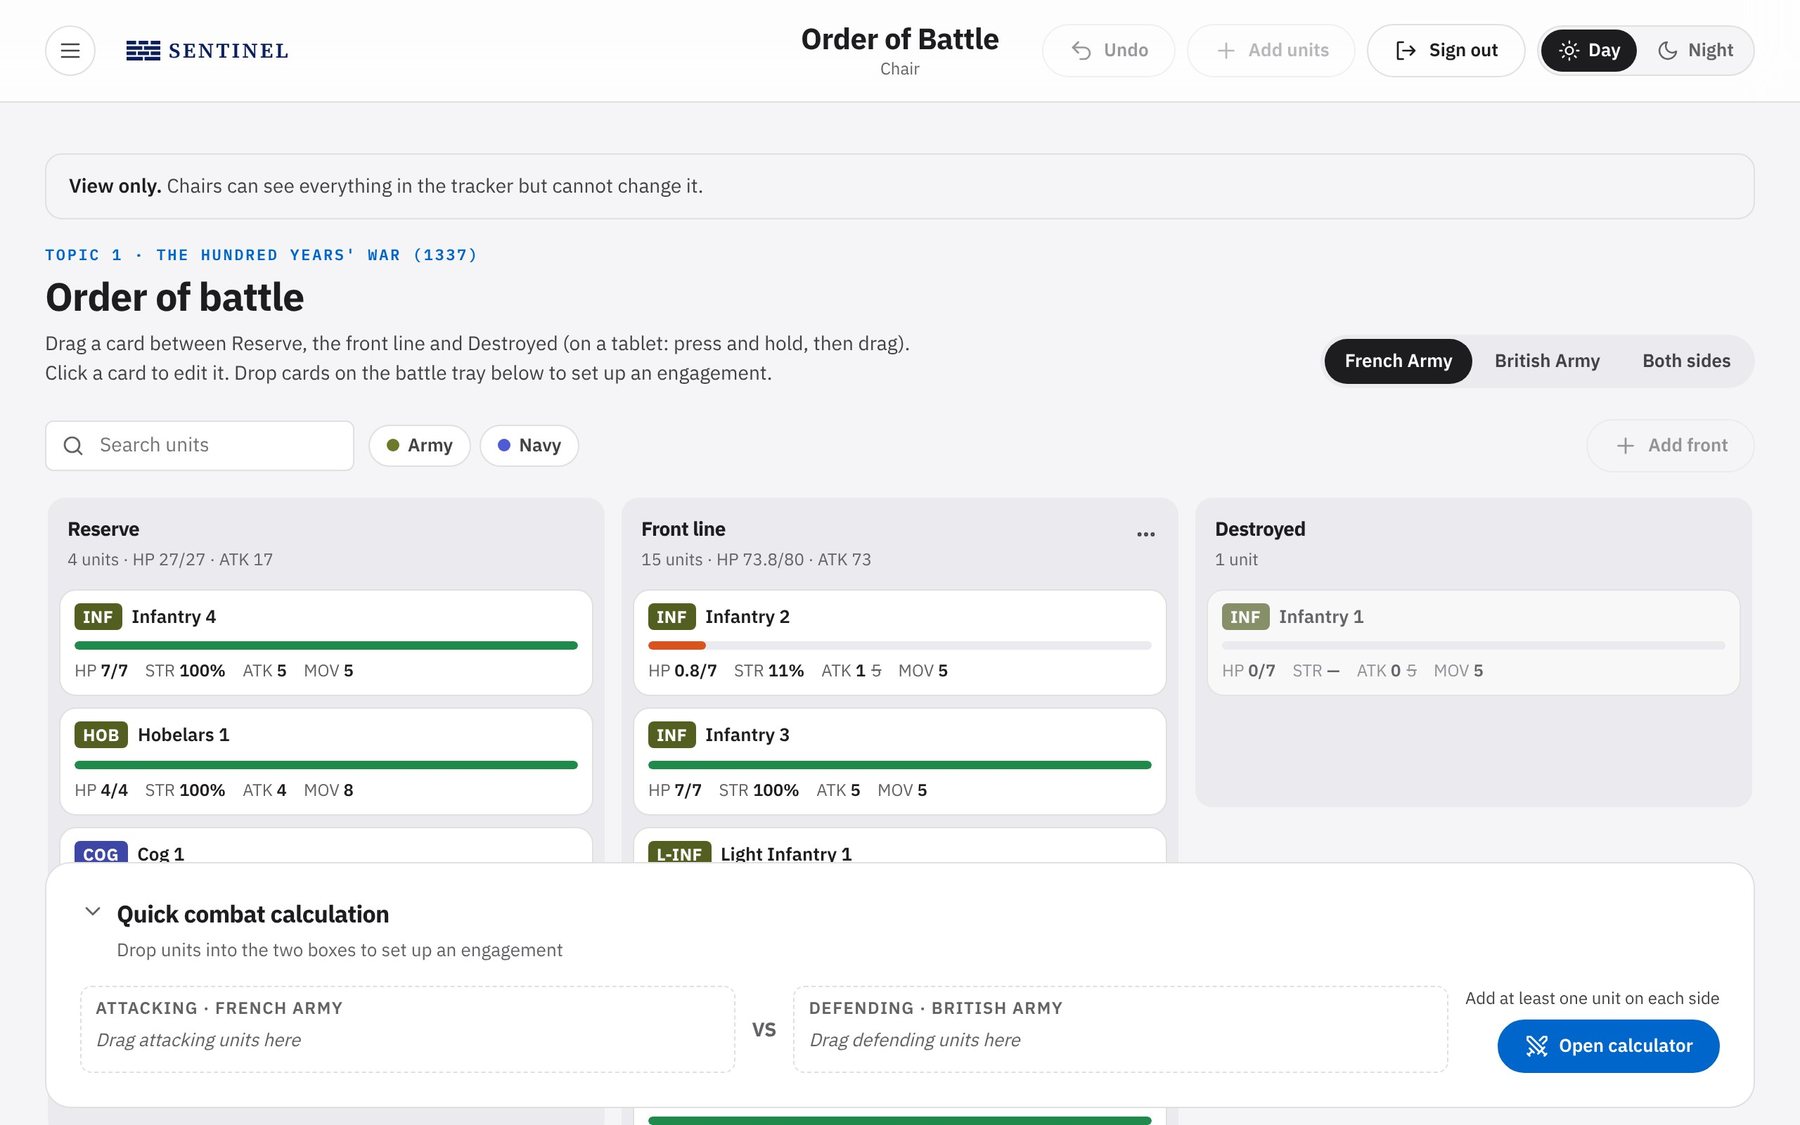 SENTINEL
Order of Battle
Chair
Undo
Add units
Sign out
Day
Night
View only. Chairs can see everything in the tracker but cannot change it.
TOPIC 1 · THE HUNDRED YEARS' WAR (1337)
Order of battle
Drag a card between Reserve, the front line and Destroyed (on a tablet: press and hold, then drag).
Click a card to edit it. Drop cards on the battle tray below to set up an engagement.
French Army
British Army
Both sides
Search units
Army
Navy
Add front
Reserve
4 units · HP 27/27 · ATK 17
INF Infantry 4
HP 7/7 STR 100% ATK 5 MOV 5
HOB Hobelars 1
HP 4/4 STR 100% ATK 4 MOV 8
COG Cog 1
Front line
15 units · HP 73.8/80 · ATK 73
INF Infantry 2
HP 0.8/7 STR 11% ATK 1 5 MOV 5
INF Infantry 3
HP 7/7 STR 100% ATK 5 MOV 5
L-INF Light Infantry 1
Destroyed
1 unit
INF Infantry 1
HP 0/7 STR — ATK 0 5 MOV 5
Quick combat calculation
Drop units into the two boxes to set up an engagement
ATTACKING · FRENCH ARMY
Drag attacking units here
VS
DEFENDING · BRITISH ARMY
Drag defending units here
Add at least one unit on each side
Open calculator